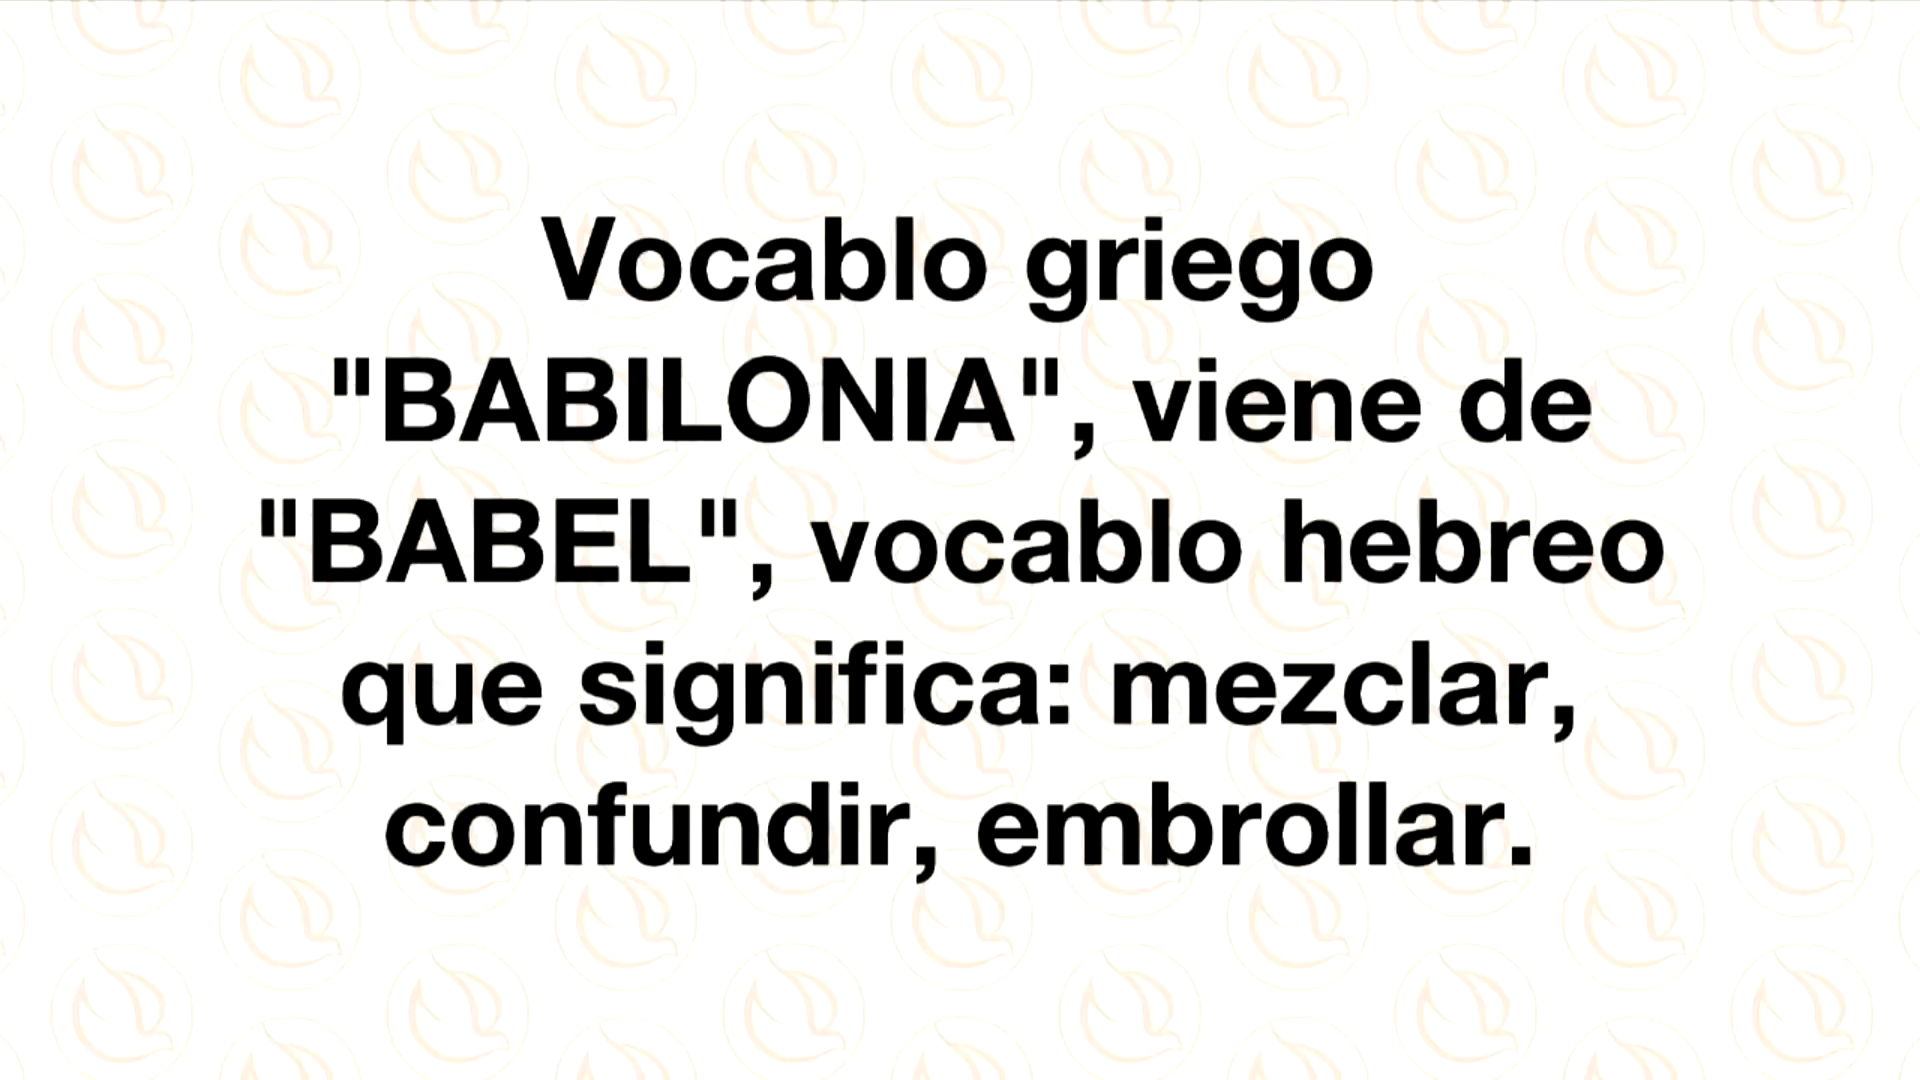 Vocablo griego
"BABILONIA", viene de
"BABEL", vocablo hebreo
que significa: mezclar,
confundir, embrollar.